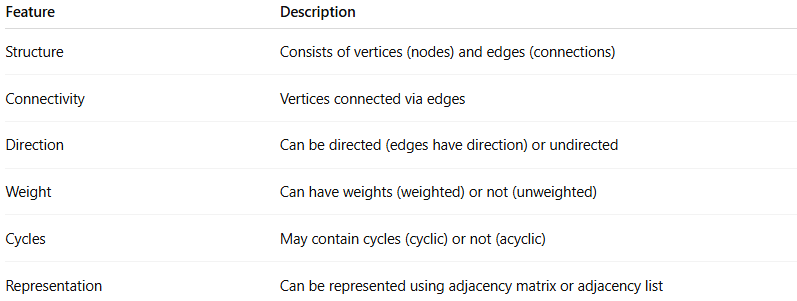 Feature Description
Structure Consists of vertices (nodes) and edges (connections)
Connectivity Vertices connected via edges
Direction Can be directed (edges have direction) or undirected
Weight Can have weights (weighted) or not (unweighted)
Cycles May contain cycles (cyclic) or not (acyclic)
Representation Can be represented using adjacency matrix or adjacency list